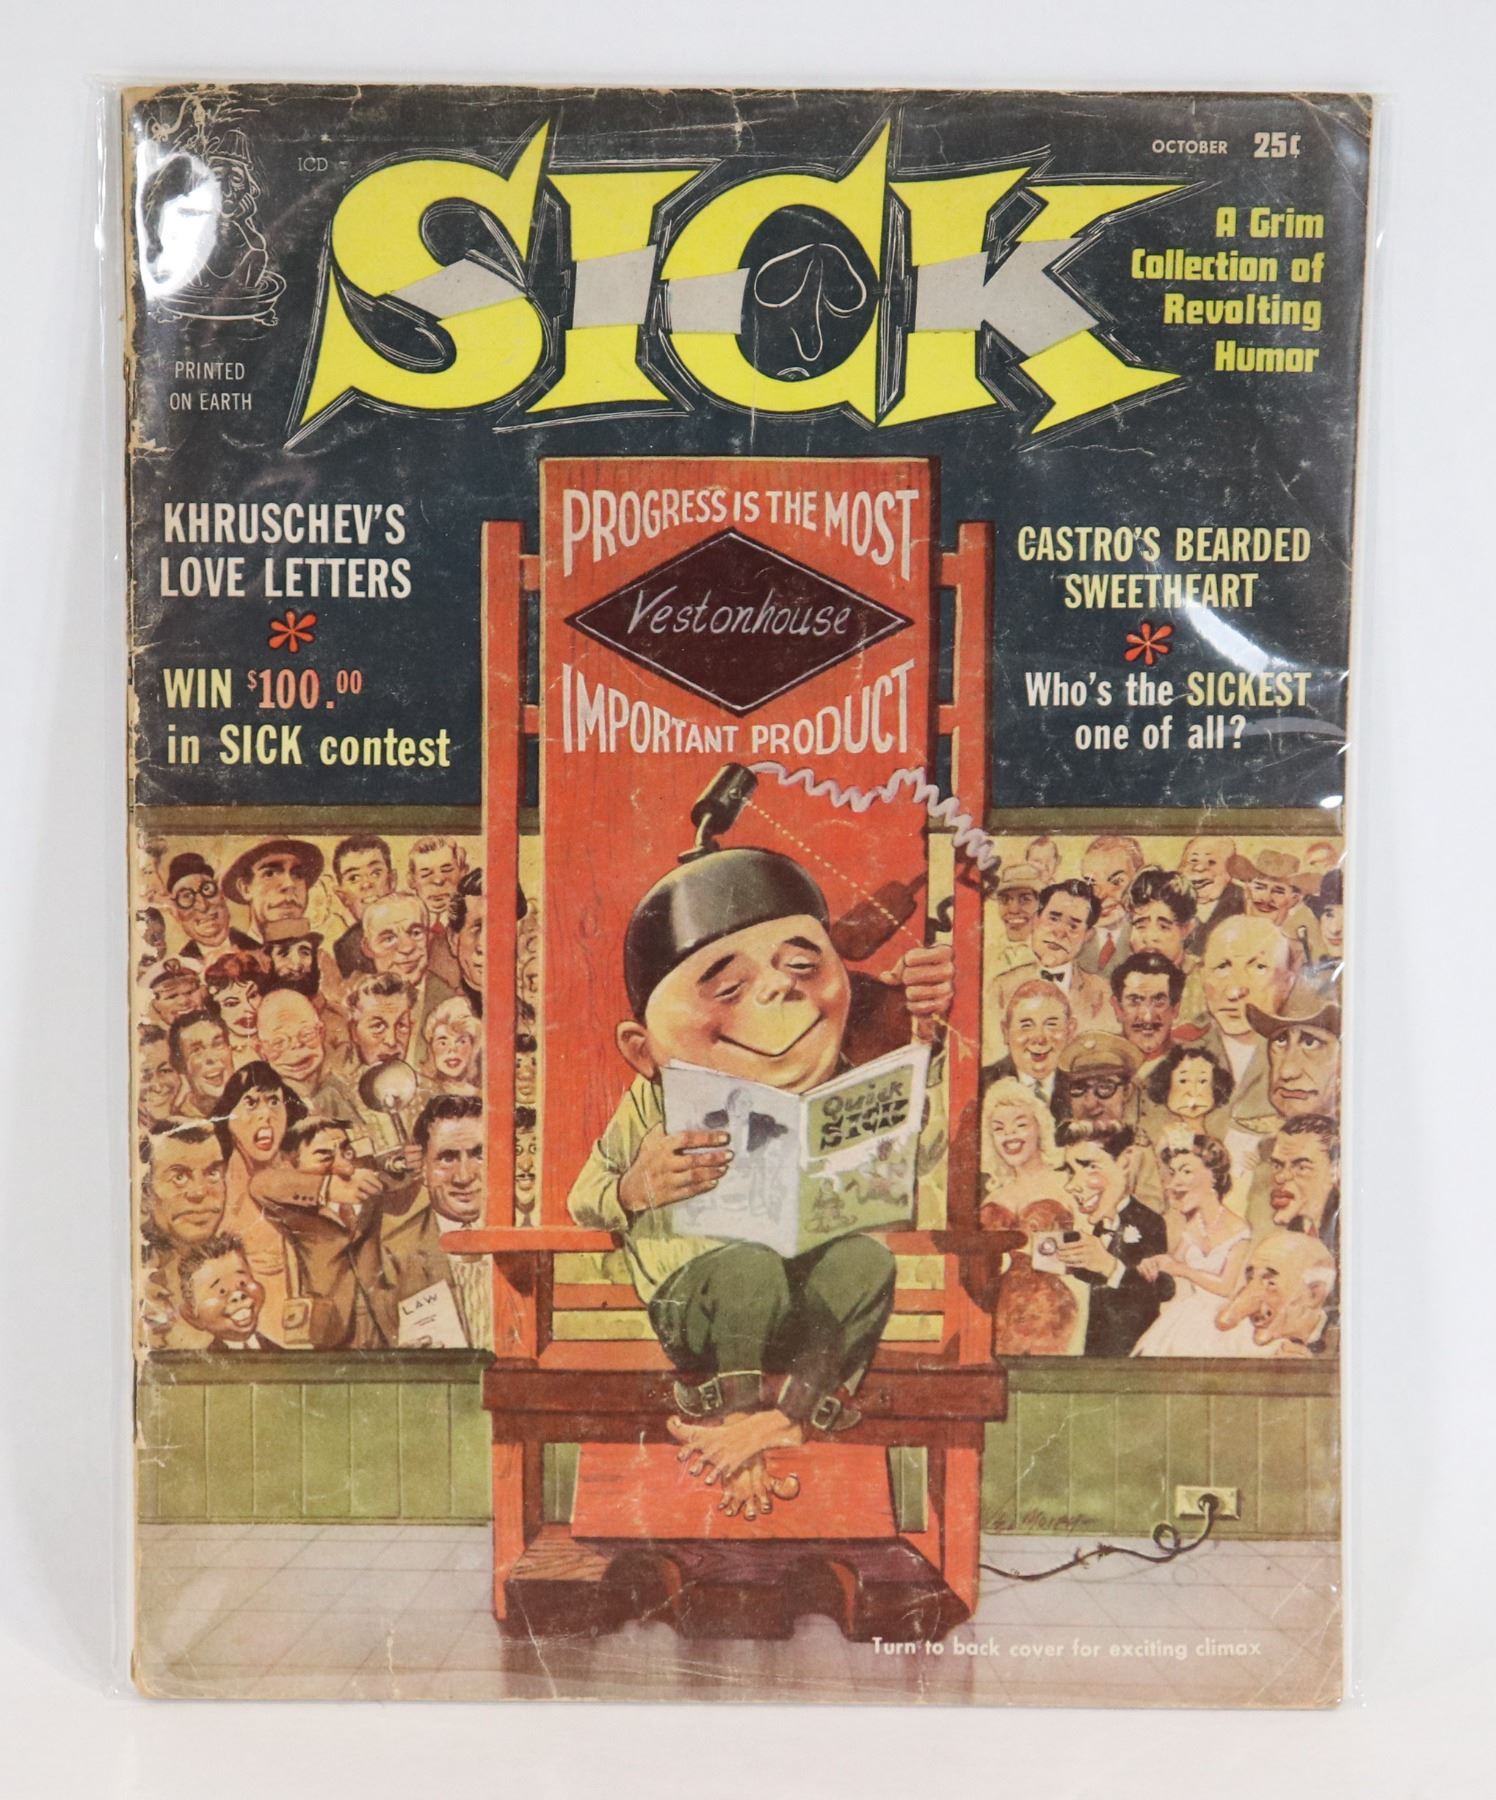 ICD
OCTOBER 25¢
SICK
A Grim
Collection of
Revolting
Humor
PRINTED
ON EARTH
KHRUSCHEV'S
LOVE LETTERS
*
WIN $100.00
in SICK contest
PROGRESS IS THE MOST
Vestonhouse
IMPORTANT PRODUCT
CASTRO'S BEARDED
SWEETHEART
*
Who's the SICKEST
one of all?
Quick
SICK
LAW
Turn to back cover for exciting climax